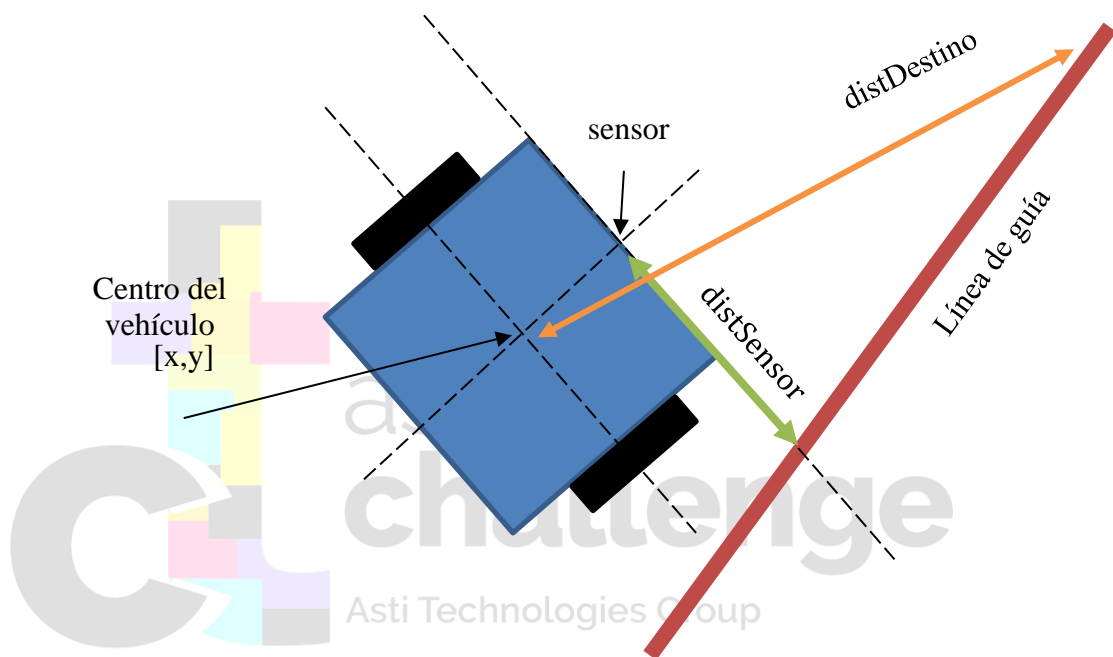 distDestino
sensor
Línea de guía
Centro del
vehículo
[x,y]
distSensor
challenge
Asti Technologies Group